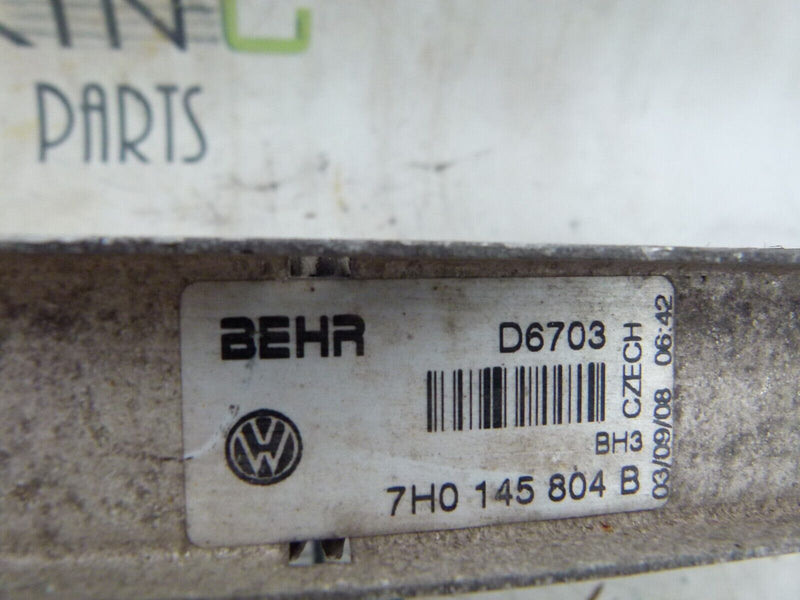 PARTS
BEHR
D6703
CZECH
BH3
03/09/08 06:42
7H0 145 804 B